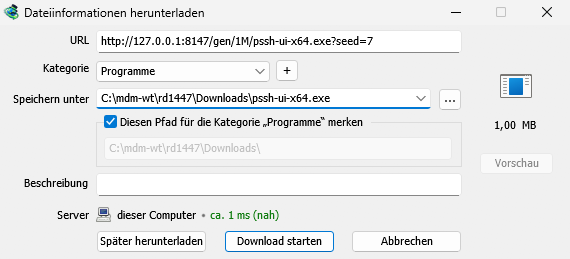 Dateiinformationen herunterladen
URL http://127.0.0.1:8147/gen/1M/pssh-ui-x64.exe?seed=7
Kategorie Programme +
Speichern unter C:\mdm-wt\rd1447\Downloads\pssh-ui-x64.exe ...
1,00 MB
Diesen Pfad für die Kategorie „Programme“ merken
C:\mdm-wt\rd1447\Downloads\
Vorschau
Beschreibung
Server dieser Computer • ca. 1 ms (nah)
Später herunterladen Download starten Abbrechen